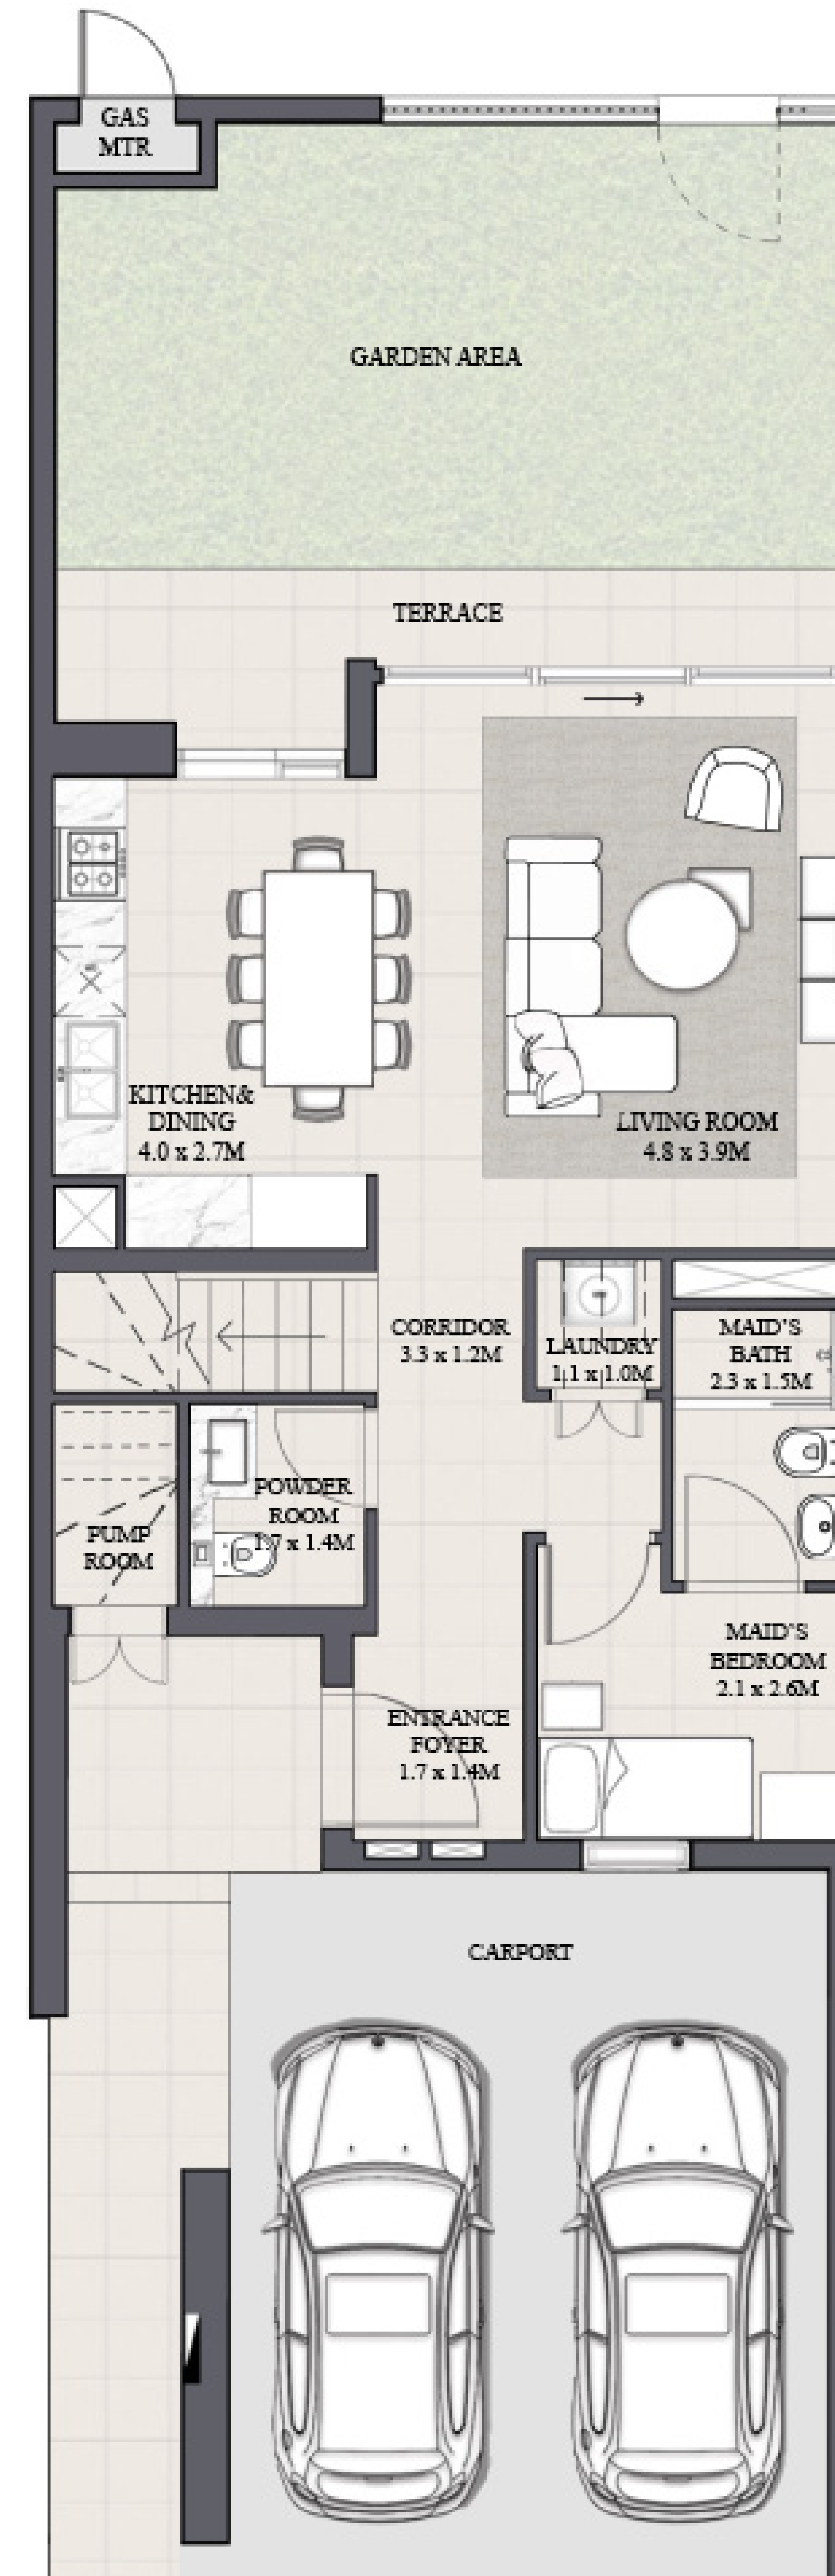 GAS
MTR
GARDEN AREA
TERRACE
KITCHEN&
DINING
4.0 x 2.7M
LIVING ROOM
4.8 x 3.9M
CORRIDOR
3.3 x 1.2M
LAUNDRY
1.1 x 1.0M
MAID'S
BATH
2.3 x 1.5M
POWDER
ROOM
1.7 x 1.4M
PUMP
ROOM
MAID'S
BEDROOM
2.1 x 2.6M
ENTRANCE
FOYER
1.7 x 1.4M
CARPORT